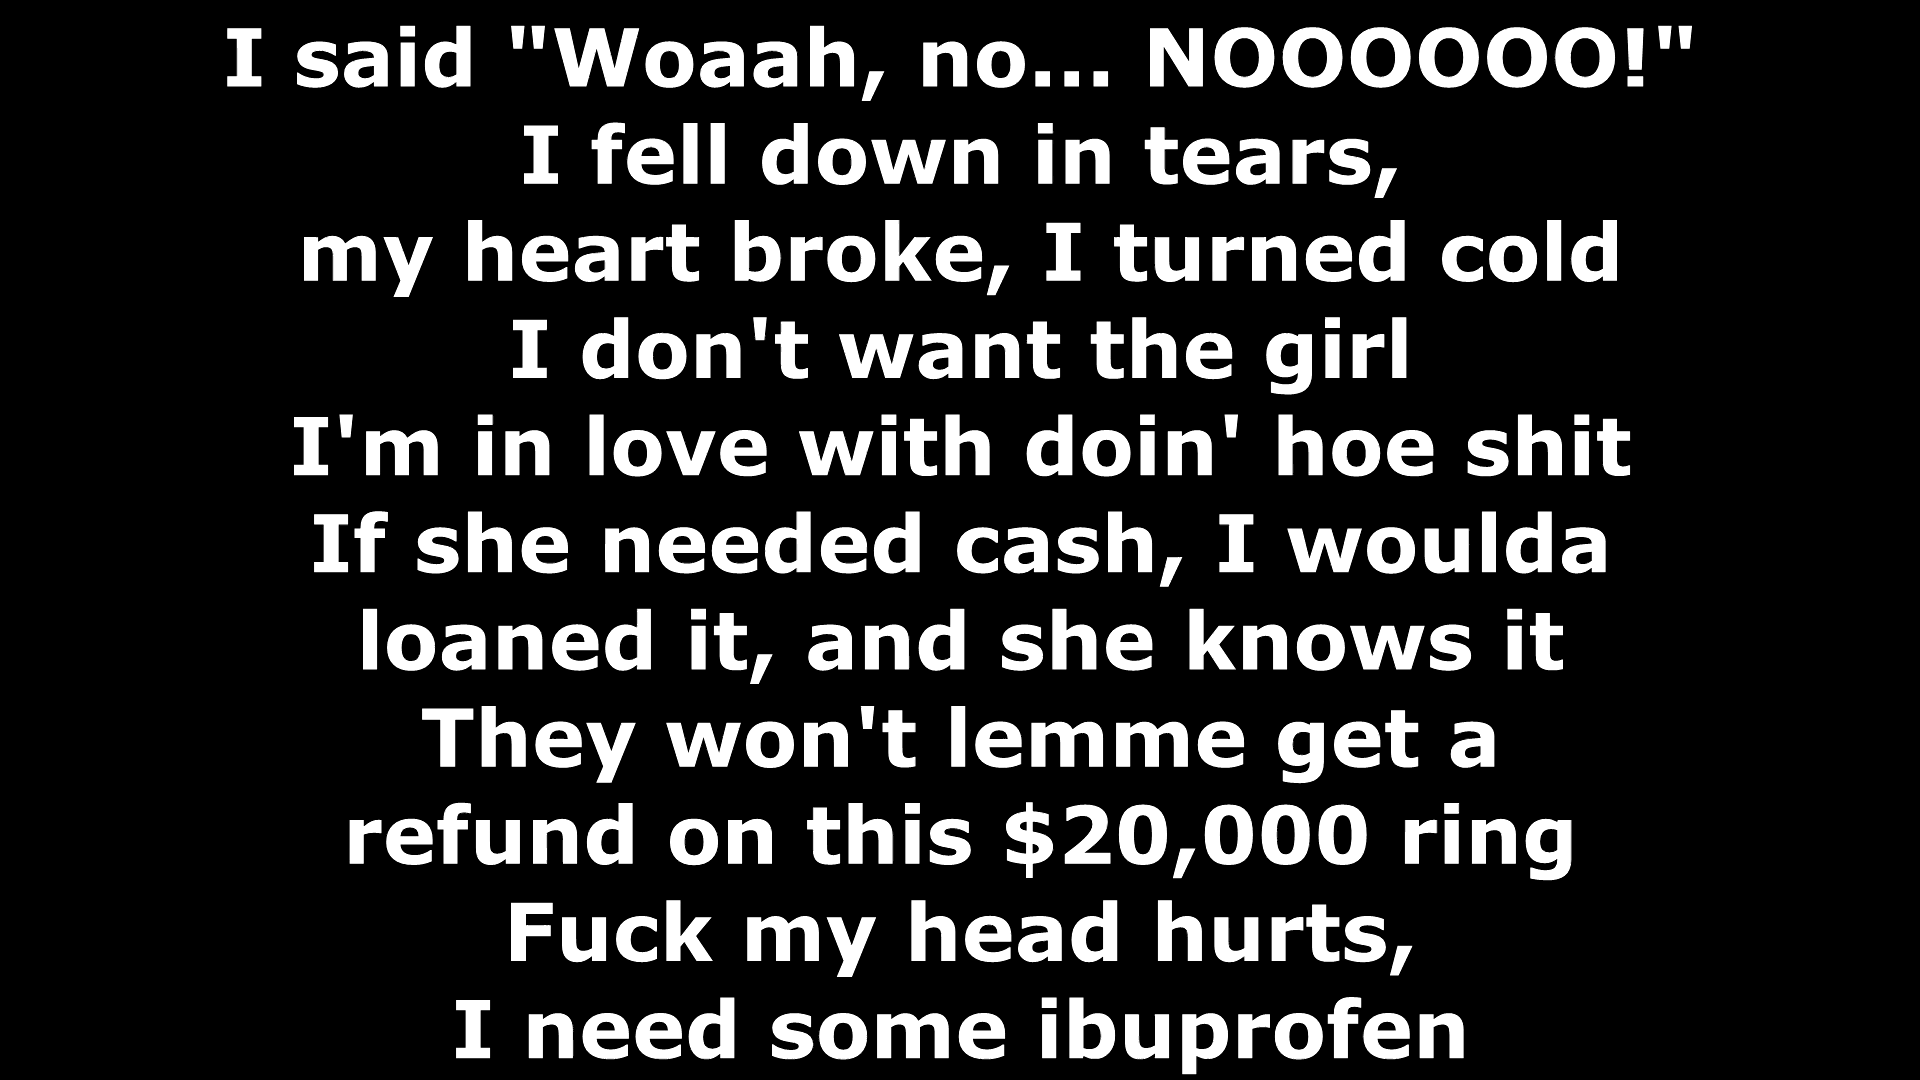 I said "Woaah, no... NOOOOOO!"
I fell down in tears,
my heart broke, I turned cold
I don't want the girl
I'm in love with doin' hoe shit
If she needed cash, I woulda
loaned it, and she knows it
They won't lemme get a
refund on this $20,000 ring
Fuck my head hurts,
I need some ibuprofen